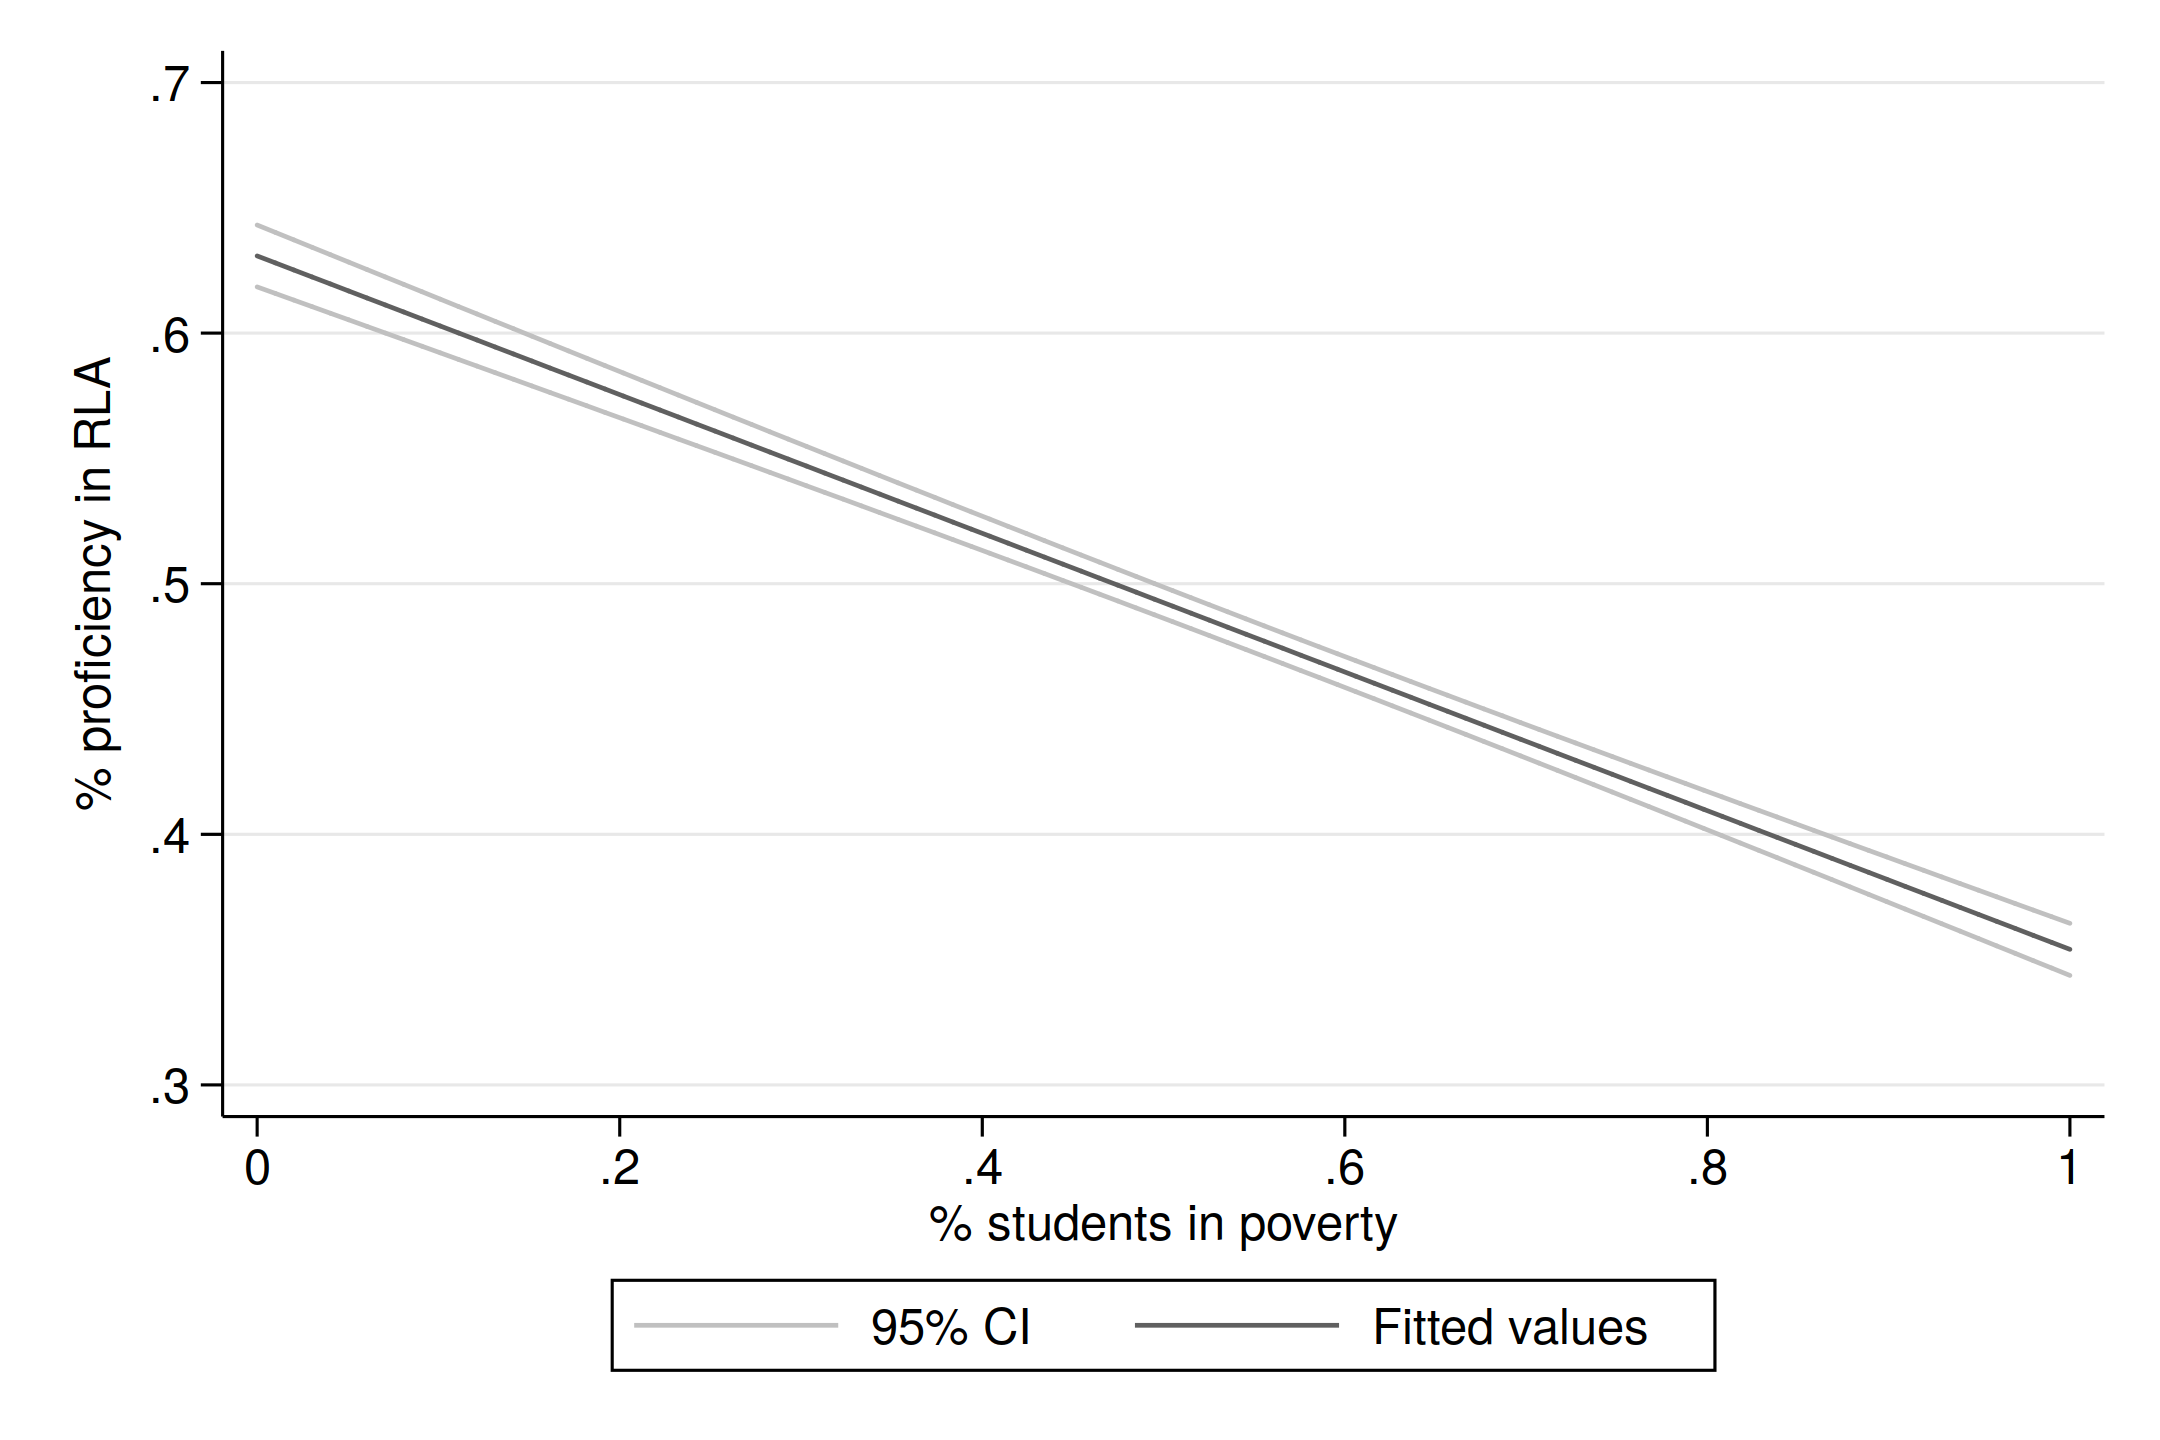 .7
.6
.5
.4
.3
% proficiency in RLA
0 .2 .4 .6 .8 1
% students in poverty
95% CI Fitted values